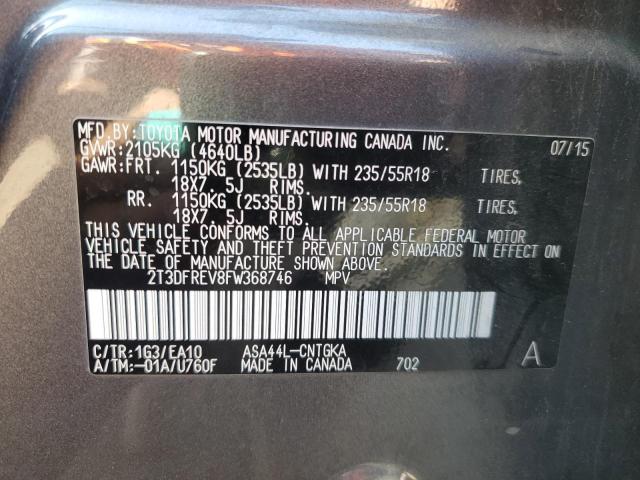 MFD. BY: TOYOTA MOTOR MANUFACTURING CANADA INC. 07/15
GVWR: 2105KG (4640LB)
GAWR: FRT. 1150KG (2535LB) WITH 235/55R18 TIRES,
18X7. 5J RIMS.
RR. 1150KG (2535LB) WITH 235/55R18 TIRES,
18X7. 5J RIMS.
THIS VEHICLE CONFORMS TO ALL APPLICABLE FEDERAL MOTOR
VEHICLE SAFETY AND THEFT PREVENTION STANDARDS IN EFFECT ON
THE DATE OF MANUFACTURE SHOWN ABOVE.
2T3DFREV8FW368746 MPV
C/TR: 1G3/EA10 ASA44L-CNTGKA
A/TM: -01A/U760F MADE IN CANADA 702 A